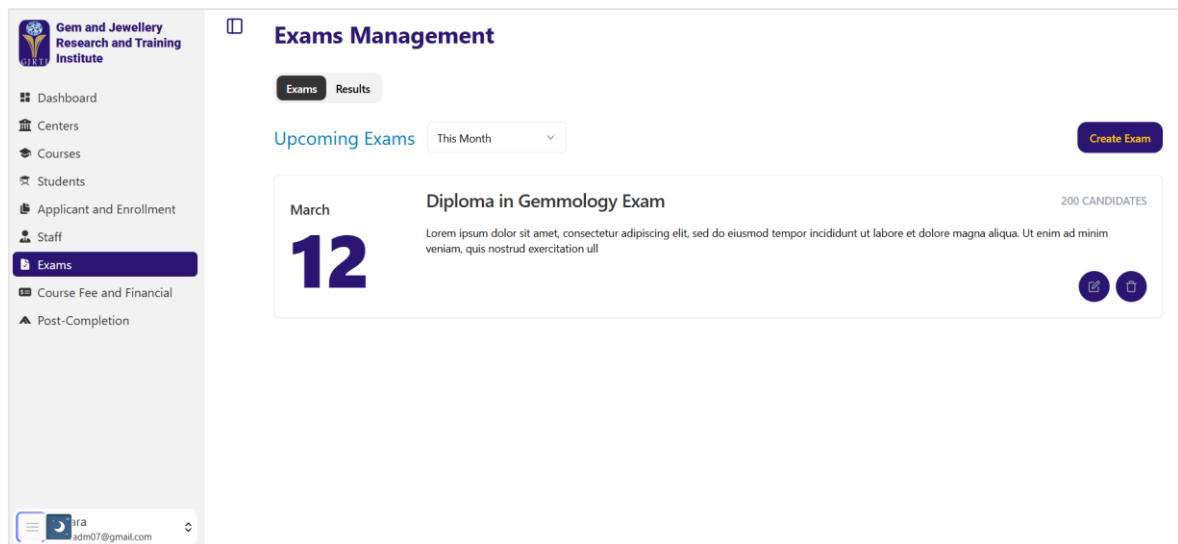 Gem and Jewellery
Research and Training
Institute
GJRTI
Dashboard
Centers
Courses
Students
Applicant and Enrollment
Staff
Exams
Course Fee and Financial
Post-Completion
ara
adm07@gmail.com
Exams Management
Exams Results
Upcoming Exams This Month
Create Exam
March
12
Diploma in Gemmology Exam
200 CANDIDATES
Lorem ipsum dolor sit amet, consectetur adipiscing elit, sed do eiusmod tempor incididunt ut labore et dolore magna aliqua. Ut enim ad minim
veniam, quis nostrud exercitation ull